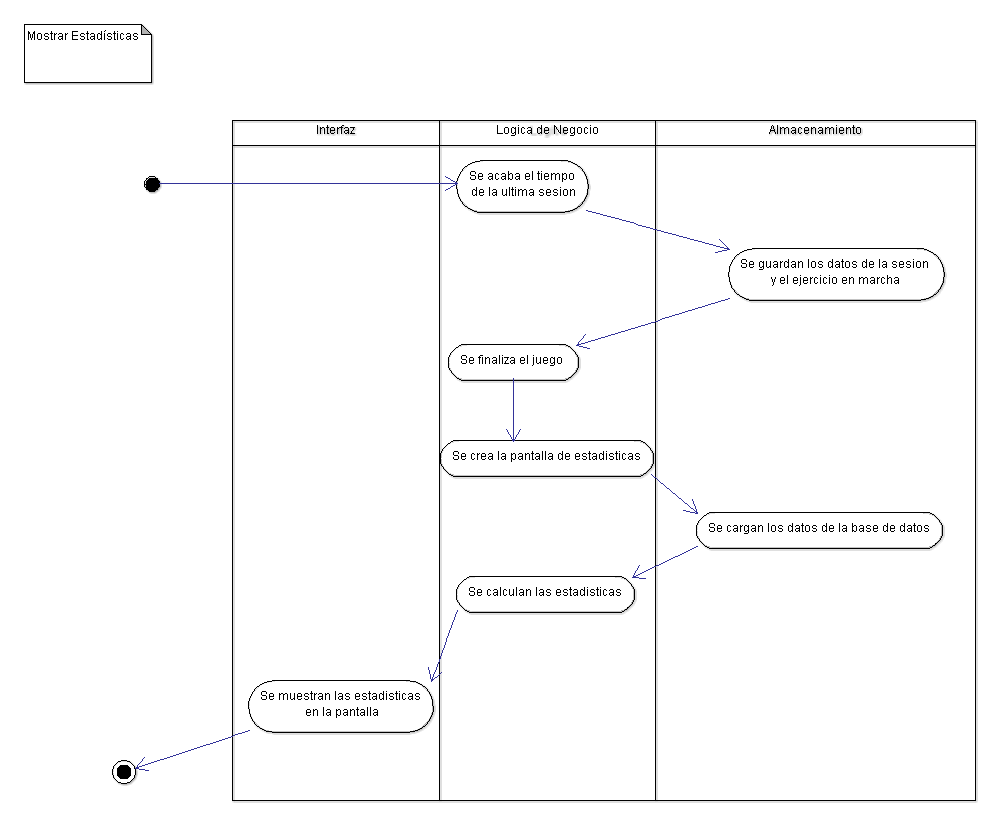 Mostrar Estadísticas
Interfaz
Logica de Negocio
Almacenamiento
Se acaba el tiempo
de la ultima sesion
Se guardan los datos de la sesion
y el ejercicio en marcha
Se finaliza el juego
Se crea la pantalla de estadisticas
Se cargan los datos de la base de datos
Se calculan las estadisticas
Se muestran las estadisticas
en la pantalla